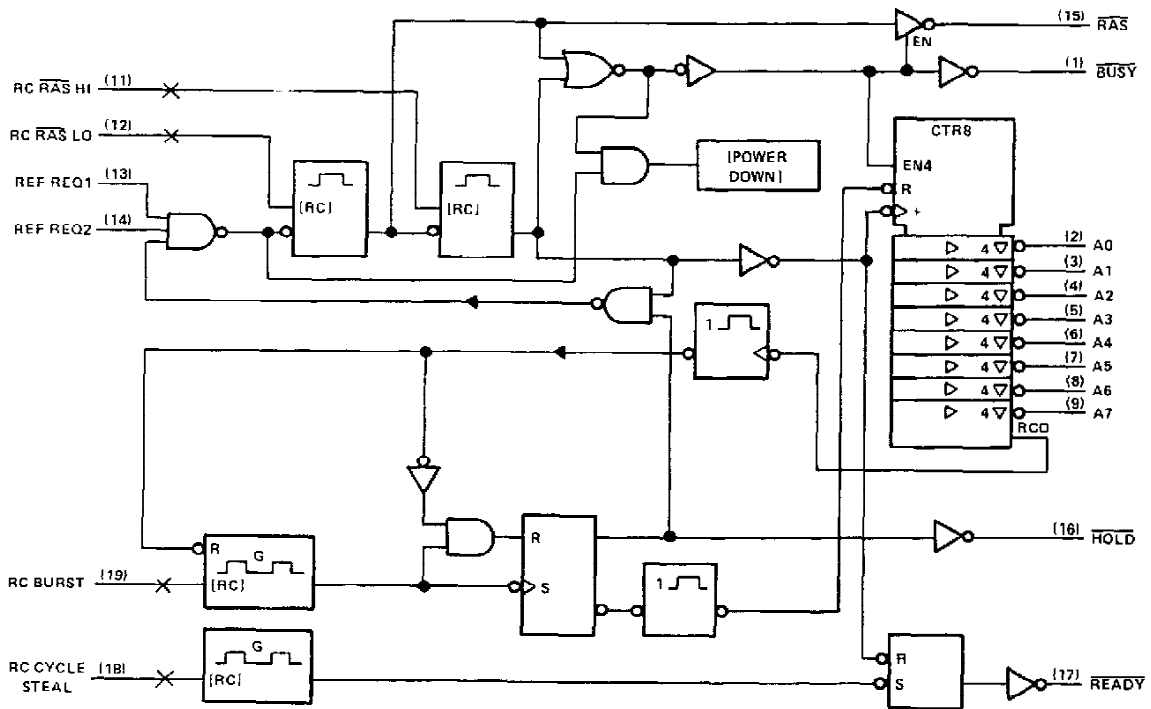 (15) RAS
EN
(1) BUSY
RC RAS HI (11)
RC RAS LO (12)
REF REQ1 (13)
REF REQ2 (14)
[RC]
[RC]
[POWER
DOWN]
CTR8
EN4
R
+
4 (2) A0
4 (3) A1
4 (4) A2
4 (5) A3
4 (6) A4
4 (7) A5
4 (8) A6
4 (9) A7
RCO
1
R
G
[RC]
RC BURST (19)
R
S
1
(16) HOLD
G
[RC]
RC CYCLE
STEAL
(18)
R
S
(17) READY